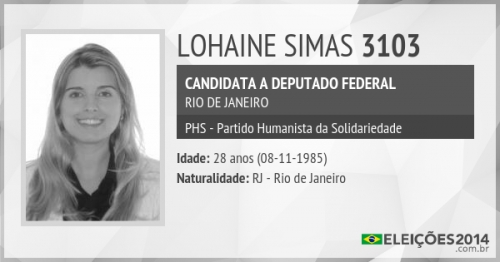 LOHAINE SIMAS 3103
CANDIDATA A DEPUTADO FEDERAL
RIO DE JANEIRO
PHS - Partido Humanista da Solidariedade
Idade: 28 anos (08-11-1985)
Naturalidade: RJ - Rio de Janeiro
ELEIÇÕES2014
.com.br